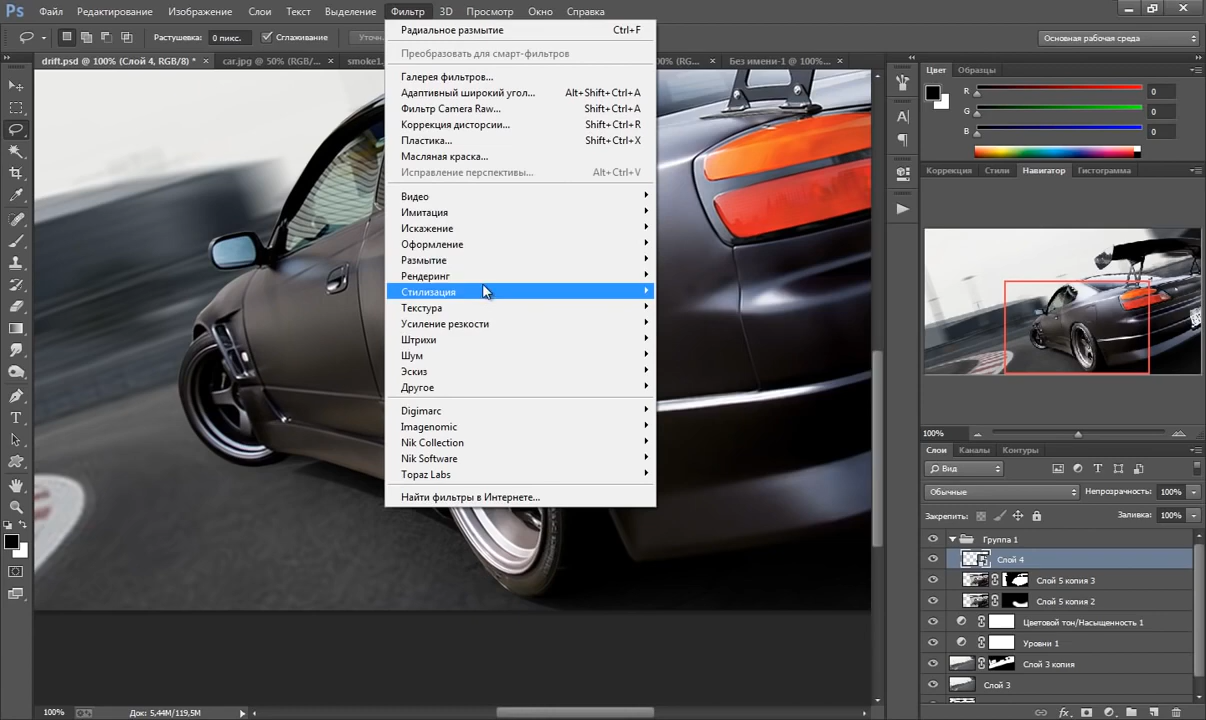 Ps Файл Редактирование Изображение Слои Текст Выделение Фильтр 3D Просмотр Окно Справка
Растушевка: 0 пикс. Сглаживание Уточн
Основная рабочая среда
drift.psd @ 100% (Слой 4, RGB/8) * × car.jpg @ 50% (RG... × smoke1. 00% (RG... × Без имени-1 @ 100%... ×
Радиальное размытие Ctrl+F
Преобразовать для смарт-фильтров
Галерея фильтров...
Адаптивный широкий угол... Alt+Shift+Ctrl+A
Фильтр Camera Raw... Shift+Ctrl+A
Коррекция дисторсии... Shift+Ctrl+R
Пластика... Shift+Ctrl+X
Масляная краска...
Исправление перспективы... Alt+Ctrl+V
Видео
Имитация
Искажение
Оформление
Размытие
Рендеринг
Стилизация
Текстура
Усиление резкости
Штрихи
Шум
Эскиз
Другое
Digimarc
Imagenomic
Nik Collection
Nik Software
Topaz Labs
Найти фильтры в Интернете...
Цвет Образцы
R 0
G 0
B 0
Коррекция Стили Навигатор Гистограмма
100%
Слои Каналы Контуры
Вид
Обычные Непрозрачность: 100%
Закрепить: Заливка: 100%
Группа 1
Слой 4
Слой 5 копия 3
Слой 5 копия 2
Цветовой тон/Насыщенность 1
Уровни 1
Слой 3 копия
Слой 3
fx
100% Док: 5,44M/119,5M